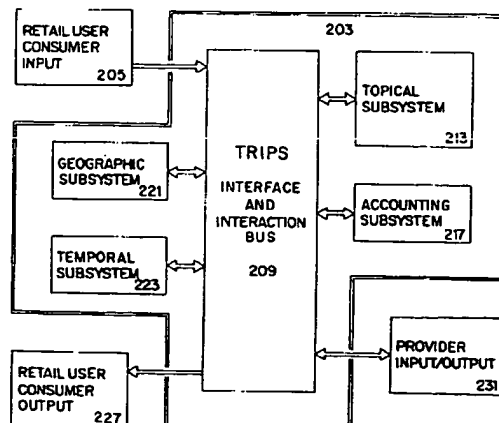 RETAIL USER
CONSUMER
INPUT
205
203
TOPICAL
SUBSYSTEM
213
GEOGRAPHIC
SUBSYSTEM
221
TRIPS
INTERFACE
AND
INTERACTION
BUS
209
ACCOUNTING
SUBSYSTEM
217
TEMPORAL
SUBSYSTEM
223
RETAIL USER
CONSUMER
OUTPUT
227
PROVIDER
INPUT/OUTPUT
231